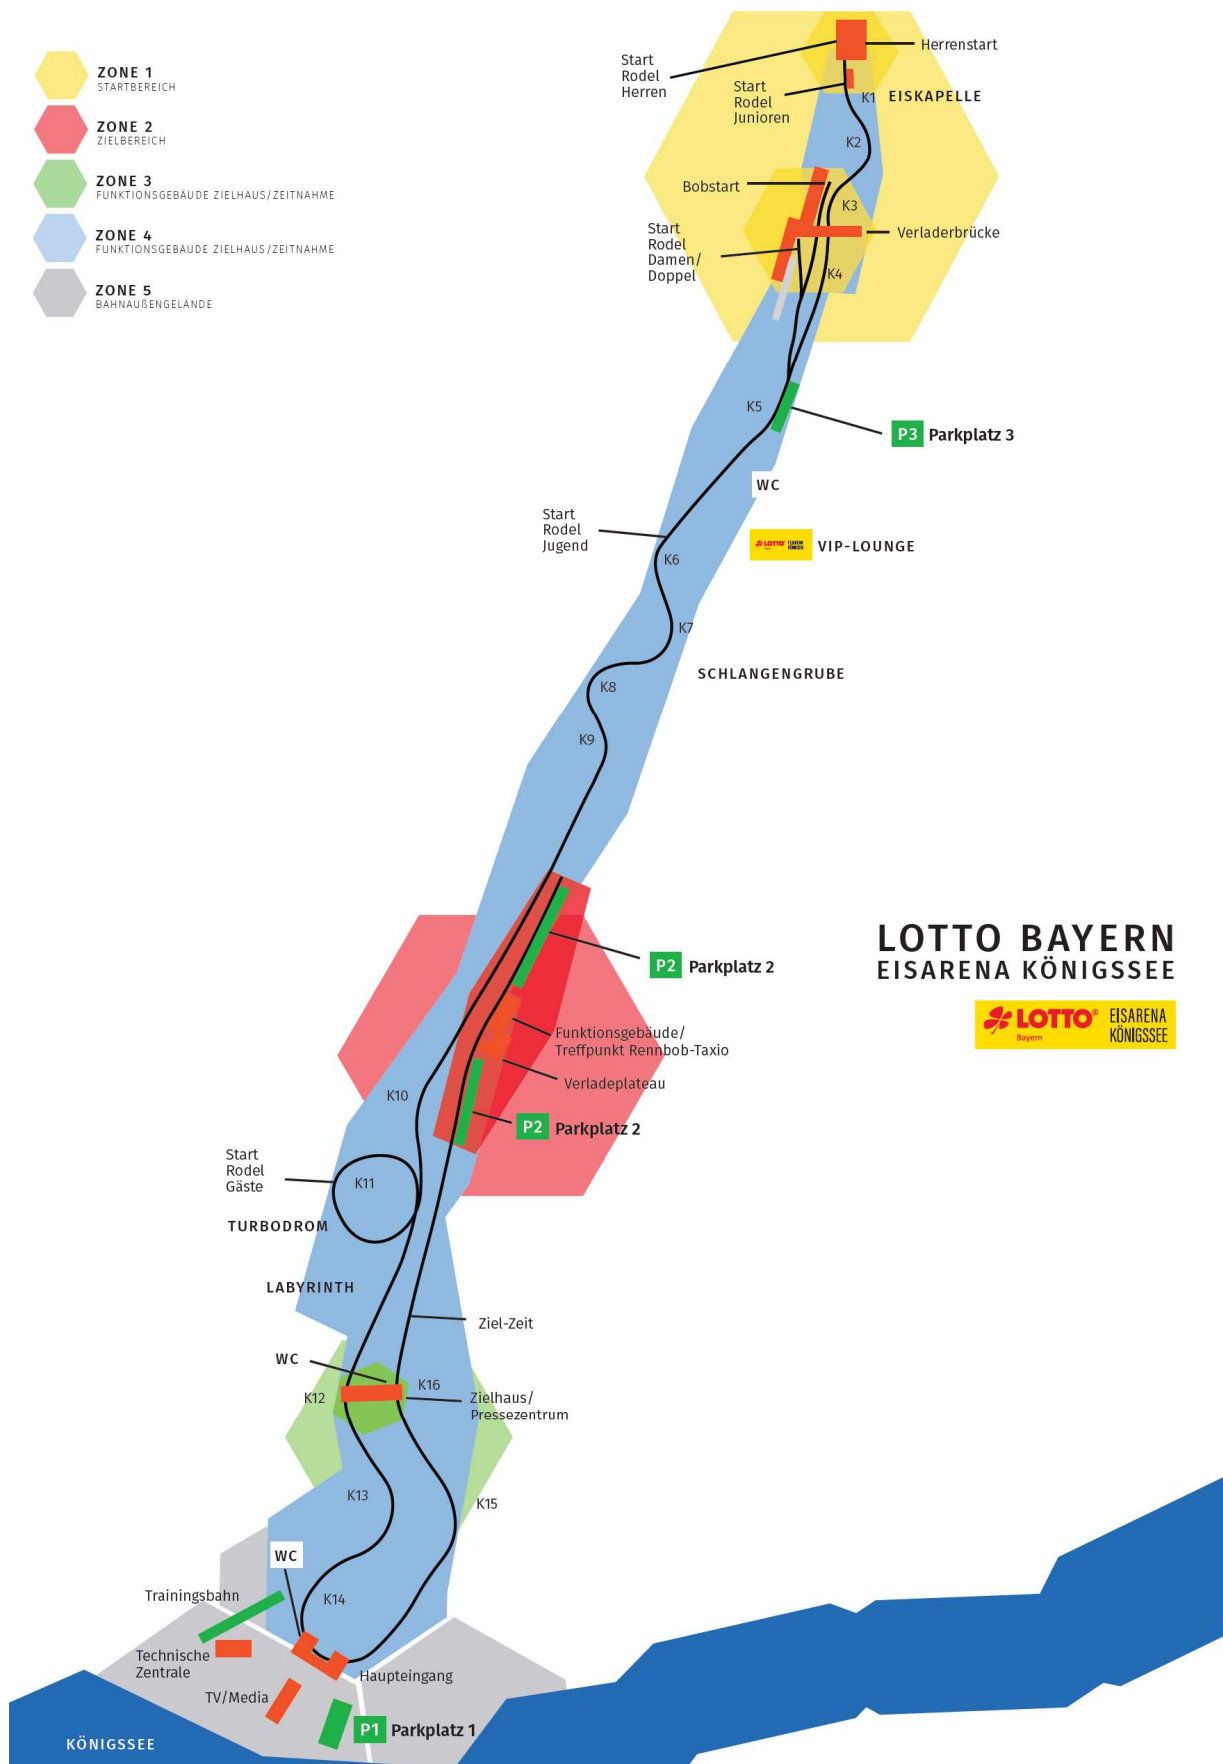 ZONE 1
STARTBEREICH
ZONE 2
ZIELBEREICH
ZONE 3
FUNKTIONSGEBÄUDE ZIELHAUS/ZEITNAHME
ZONE 4
FUNKTIONSGEBÄUDE ZIELHAUS/ZEITNAHME
ZONE 5
BAHNAUßENGELÄNDE
Start
Rodel
Herren
Herrenstart
Start
Rodel
Junioren
K1
EISKAPELLE
K2
Bobstart
K3
Start
Rodel
Damen/
Doppel
Verladerbrücke
K4
K5
P3 Parkplatz 3
WC
Start
Rodel
Jugend
LOTTO
Bayern
EISARENA
KÖNIGSSEE
VIP-LOUNGE
K6
K7
SCHLANGENGRUBE
K8
K9
LOTTO BAYERN
EISARENA KÖNIGSSEE
LOTTO®
Bayern
EISARENA
KÖNIGSSEE
P2 Parkplatz 2
Funktionsgebäude/
Treffpunkt Rennbob-Taxio
Verladeplateau
K10
P2 Parkplatz 2
Start
Rodel
Gäste
K11
TURBODROM
LABYRINTH
Ziel-Zeit
WC
K12
K16
Zielhaus/
Pressezentrum
K13
K15
WC
Trainingsbahn
K14
Technische
Zentrale
Haupteingang
TV/Media
P1 Parkplatz 1
KÖNIGSSEE